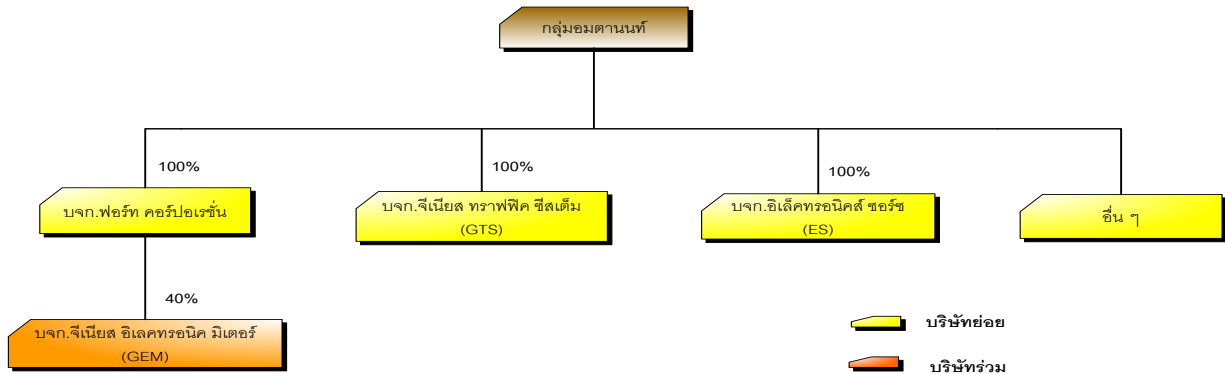 กลุ่มอมตานนท์
100%
100%
100%
บจก.ฟอร์ท คอร์ปอเรชั่น
บจก.จีเนียส ทราฟฟิค ซีสเต็ม
(GTS)
บจก.อิเล็คทรอนิคส์ ซอร์ซ
(ES)
อื่น ๆ
40%
บจก.จีเนียส อิเลคทรอนิค มิเตอร์
(GEM)
บริษัทย่อย
บริษัทร่วม